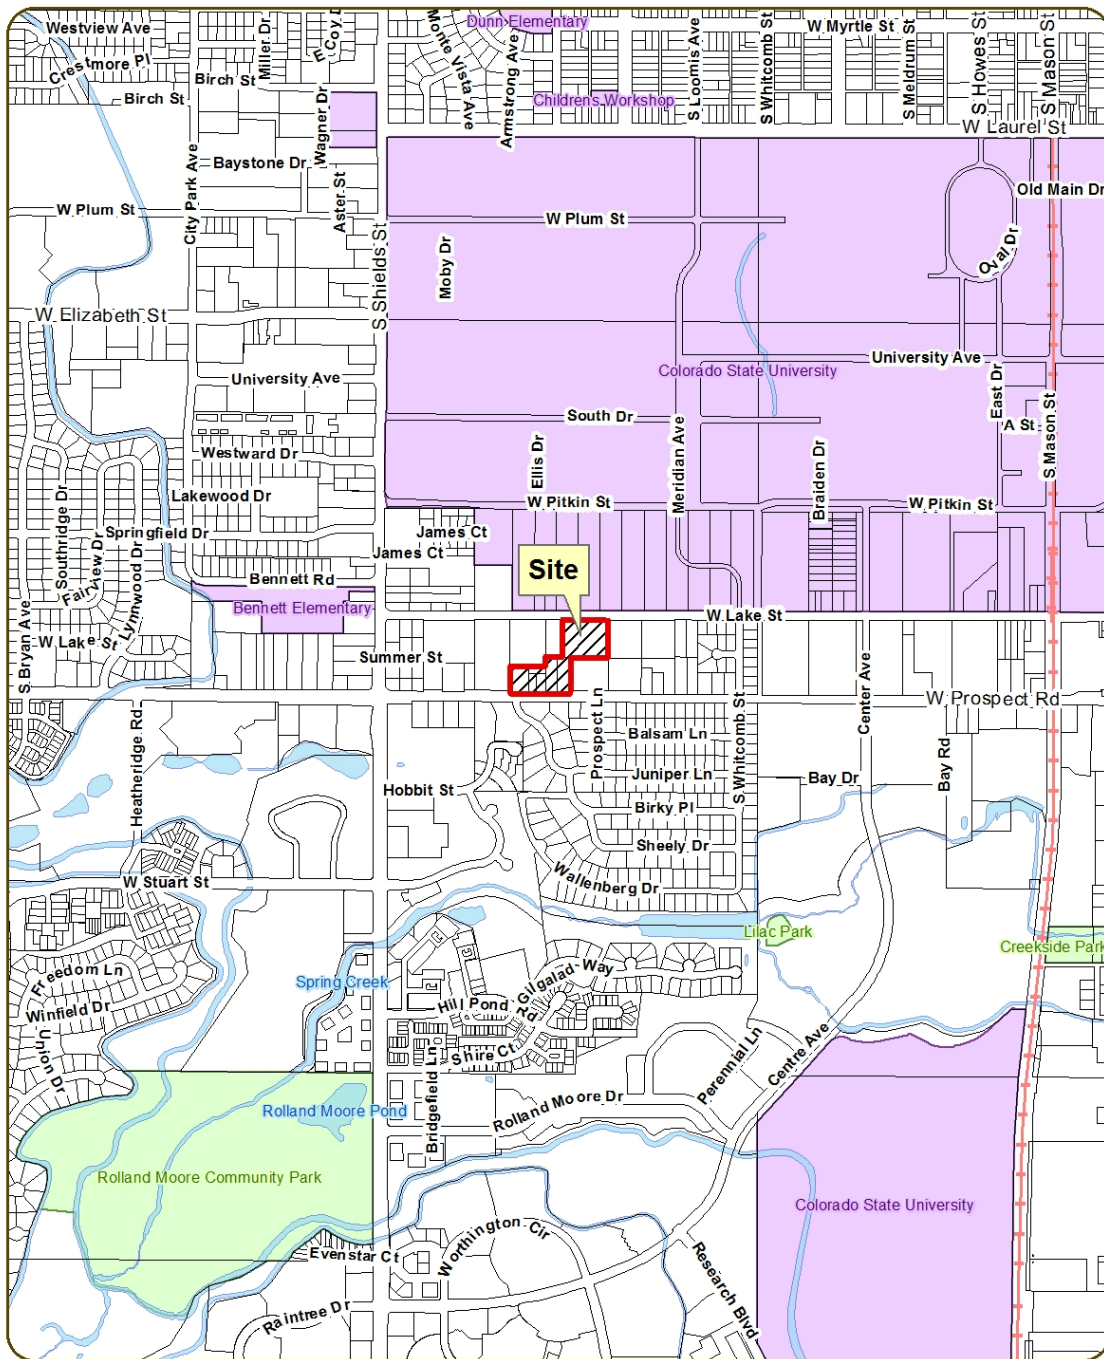 Dunn Elementary
Westview Ave
Miller Dr
E Coy D
Monte Vista Ave
Armstrong Ave
S Loomis Ave
S Whitcomb St
W Myrtle St
S Meldrum St
S Howes St
S Mason St
Crestmore Pl
Birch St
Birch St
Children's Workshop
Wagner Dr
W Laurel St
Baystone Dr
City Park Ave
Aster St
Old Main Dr
W Plum St
W Plum St
S Shields St
Moby Dr
Oval Dr
W Elizabeth St
University Ave
Colorado State University
University Ave
East Dr
A St
S Mason St
South Dr
Westward Dr
Ellis Dr
Meridian Ave
Braiden Dr
Lakewood Dr
W Pitkin St
W Pitkin St
Southridge Dr
Springfield Dr
James Ct
James Ct
Fairview Dr
Lynnwood Dr
Bennett Rd
Site
Bennett Elementary
W Lake St
W Lake St
S Bryan Ave
Summer St
Center Ave
W Prospect Rd
Heatheridge Rd
Prospect Ln
S Whitcomb St
Balsam Ln
Juniper Ln
Bay Dr
Bay Rd
Hobbit St
Birky Pl
Sheely Dr
W Stuart St
Wallenberg Dr
Lilac Park
Creekside Park
Freedom Ln
Spring Creek
Gilgalad Way
Winfield Dr
Hill Pond Rd
Union Dr
Shire Ct
Perennial Ln
Centre Ave
Bridgefield Ln
Rolland Moore Pond
Rolland Moore Dr
Rolland Moore Community Park
Colorado State University
Worthington Cir
Evenstar Ct
Research Blvd
Raintree Dr